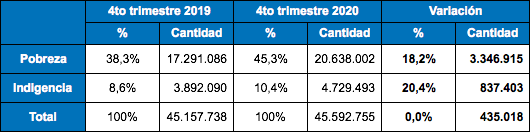 4to trimestre 2019 4to trimestre 2020 Variación
% Cantidad % Cantidad % Cantidad
Pobreza 38,3% 17.291.086 45,3% 20.638.002 18,2% 3.346.915
Indigencia 8,6% 3.892.090 10,4% 4.729.493 20,4% 837.403
Total 100% 45.157.738 100% 45.592.755 0,0% 435.018